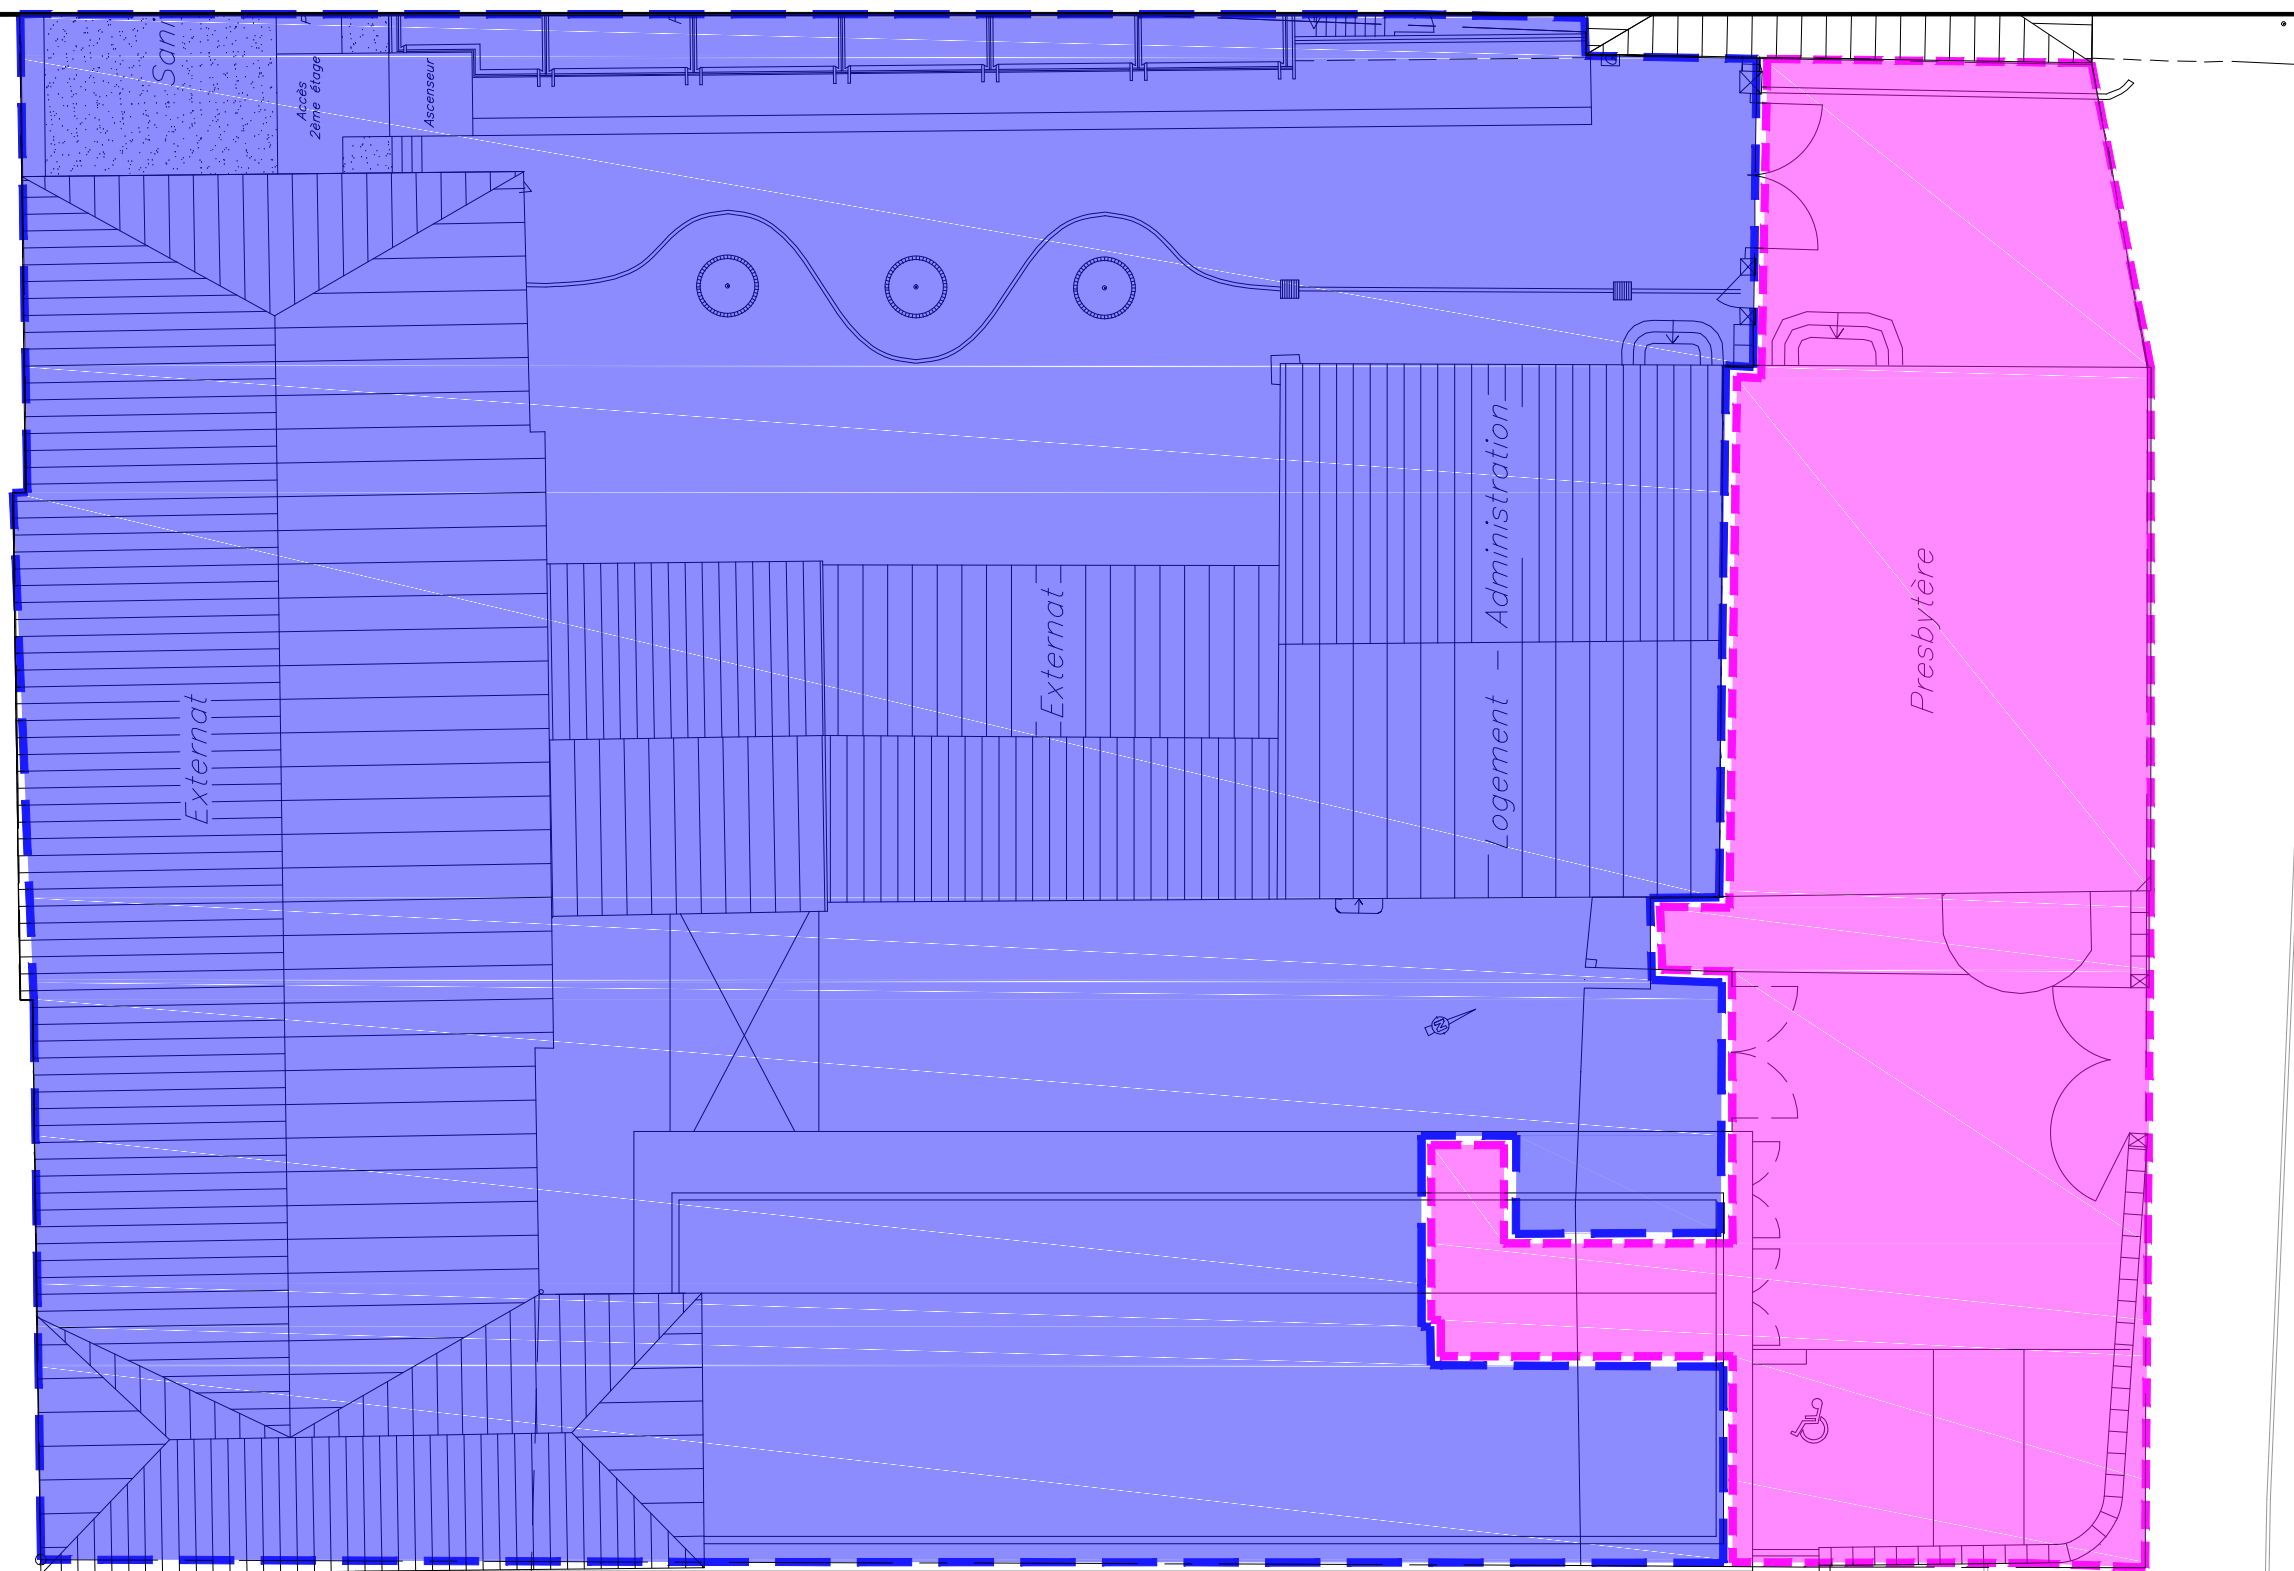 Accès
2ème étage
Ascenseur
Externat
Externat
Logement - Administration
Presbytère
N